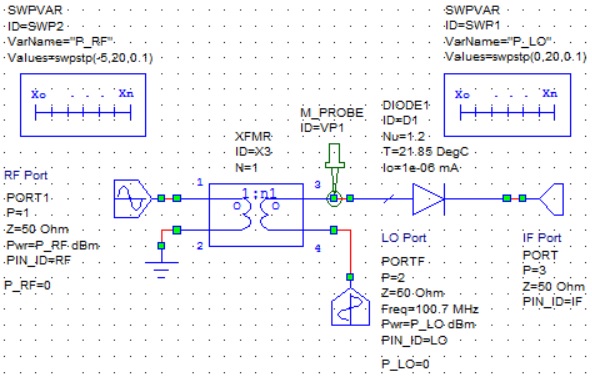 SWPVAR
ID=SWP2
VarName="P_RF"
Values=swpstp(-5,20,0.1)
Xo . . . Xn
SWPVAR
ID=SWP1
VarName="P_LO"
Values=swpstp(0,20,0.1)
Xo . . . Xn
M_PROBE
ID=VP1
DIODE1
ID=D1
Nu=1.2
T=21.85 DegC
Io=1e-06 mA
XFMR
ID=X3
N=1
RF Port
PORT1
P=1
Z=50 Ohm
Pwr=P_RF dBm
PIN_ID=RF
P_RF=0
1
2
1:n1
o
o
3
4
LO Port
PORTF
P=2
Z=50 Ohm
Freq=100.7 MHz
Pwr=P_LO dBm
PIN_ID=LO
P_LO=0
IF Port
PORT
P=3
Z=50 Ohm
PIN_ID=IF